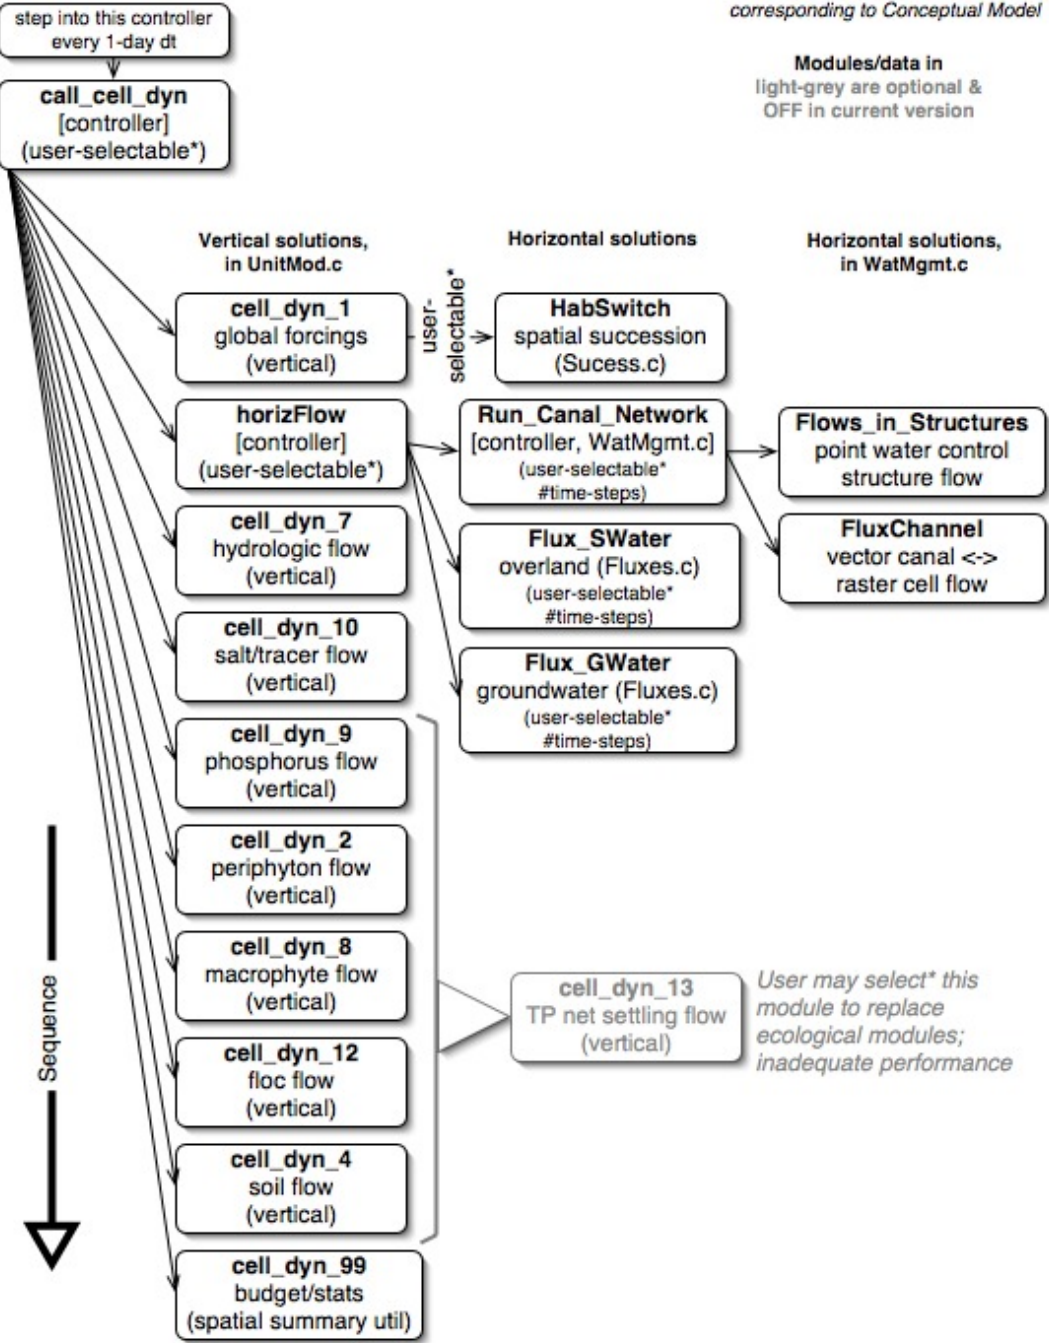 step into this controller
every 1-day dt
corresponding to Conceptual Model
Modules/data in
light-grey are optional &
OFF in current version
call_cell_dyn
[controller]
(user-selectable*)
Vertical solutions,
in UnitMod.c
Horizontal solutions
Horizontal solutions,
in WatMgmt.c
cell_dyn_1
global forcings
(vertical)
user-
selectable*
HabSwitch
spatial succession
(Sucess.c)
horizFlow
[controller]
(user-selectable*)
Run_Canal_Network
[controller, WatMgmt.c]
(user-selectable*
#time-steps)
Flows_in_Structures
point water control
structure flow
cell_dyn_7
hydrologic flow
(vertical)
Flux_SWater
overland (Fluxes.c)
(user-selectable*
#time-steps)
FluxChannel
vector canal <->
raster cell flow
cell_dyn_10
salt/tracer flow
(vertical)
Flux_GWater
groundwater (Fluxes.c)
(user-selectable*
#time-steps)
cell_dyn_9
phosphorus flow
(vertical)
cell_dyn_2
periphyton flow
(vertical)
cell_dyn_8
macrophyte flow
(vertical)
cell_dyn_13
TP net settling flow
(vertical)
User may select* this
module to replace
ecological modules;
inadequate performance
Sequence
cell_dyn_12
floc flow
(vertical)
cell_dyn_4
soil flow
(vertical)
cell_dyn_99
budget/stats
(spatial summary util)